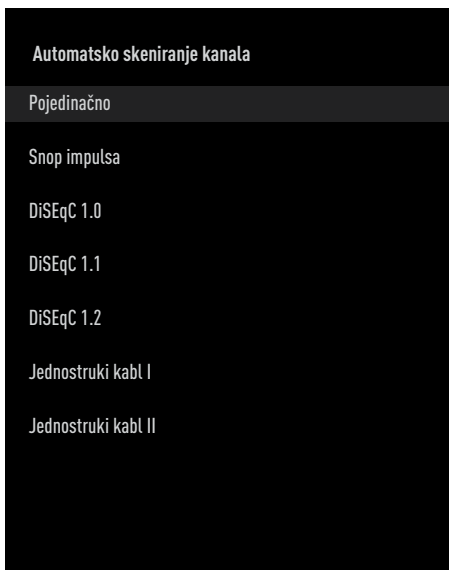 Automatsko skeniranje kanala
Pojedinačno
Snop impulsa
DiSEqC 1.0
DiSEqC 1.1
DiSEqC 1.2
Jednostruki kabl I
Jednostruki kabl II